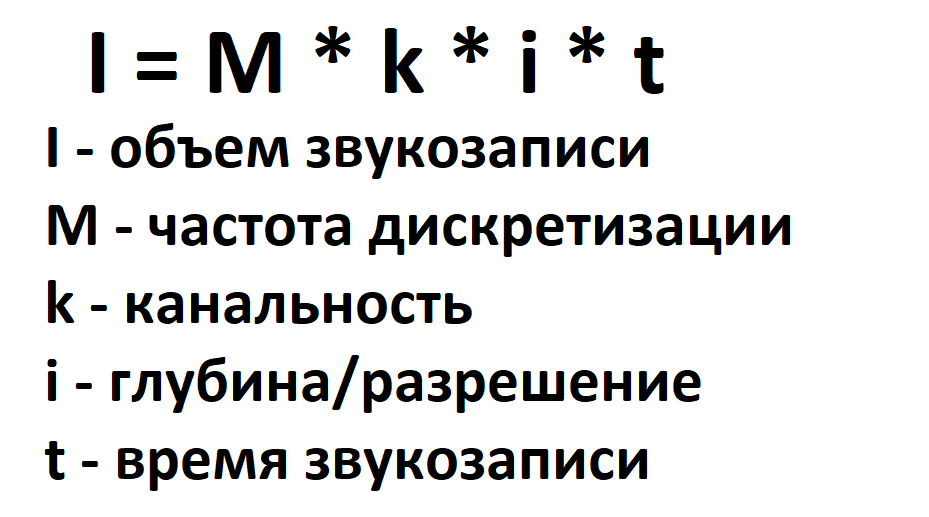 I = M * k * i * t
I - объем звукозаписи
М - частота дискретизации
k - канальность
i - глубина/разрешение
t - время звукозаписи